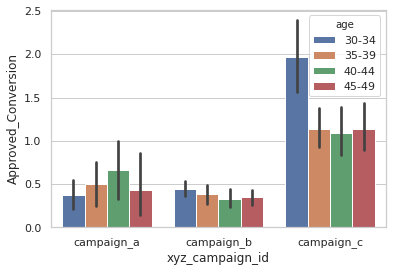 2.5
2.0
1.5
1.0
0.5
0.0
Approved_Conversion
age
30-34
35-39
40-44
45-49
campaign_a
campaign_b
campaign_c
xyz_campaign_id